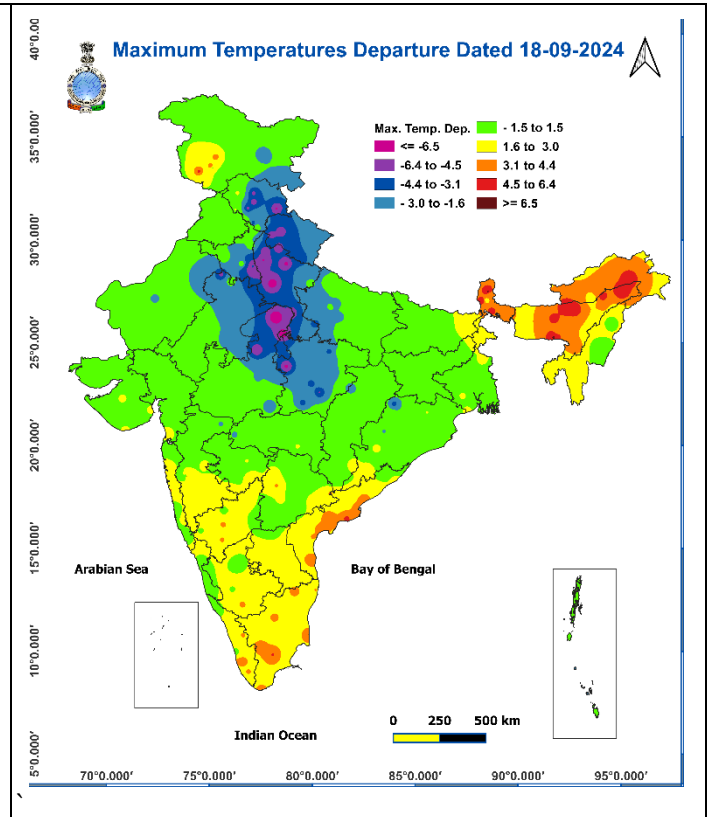 Maximum Temperatures Departure Dated 18-09-2024
Max. Temp. Dep.
<= -6.5
-6.4 to -4.5
-4.4 to -3.1
- 3.0 to -1.6
- 1.5 to 1.5
1.6 to 3.0
3.1 to 4.4
4.5 to 6.4
>= 6.5
40°0.00
35°0.000'
30°0.000'
25°0.000'
20°0.000'
15°0.000'
10°0.000'
5°0.000'
Arabian Sea
Bay of Bengal
Indian Ocean
0 250 500 km
70°0.000' 75°0.000' 80°0.000' 85°0.000' 90°0.000' 95°0.000'
`